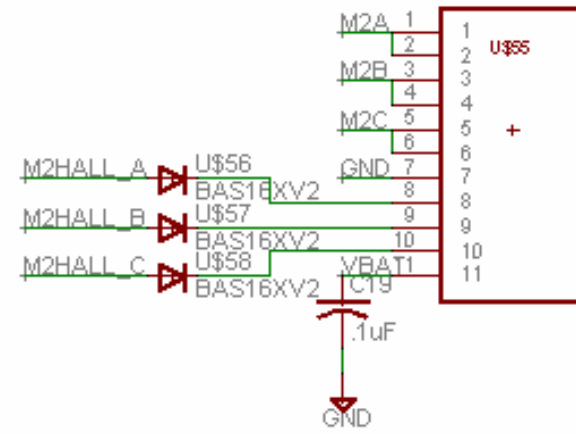 M2A 1 1
2 2 U$55
M2B 3 3
4 4
M2C 5 5
6 6
GND 7 7
M2HALL_A U$56 8 8
BAS16XV2
M2HALL_B U$57 9 9
BAS16XV2 10 10
M2HALL_C U$58 VBAT1 11
BAS16XV2 C19
.1uF
GND